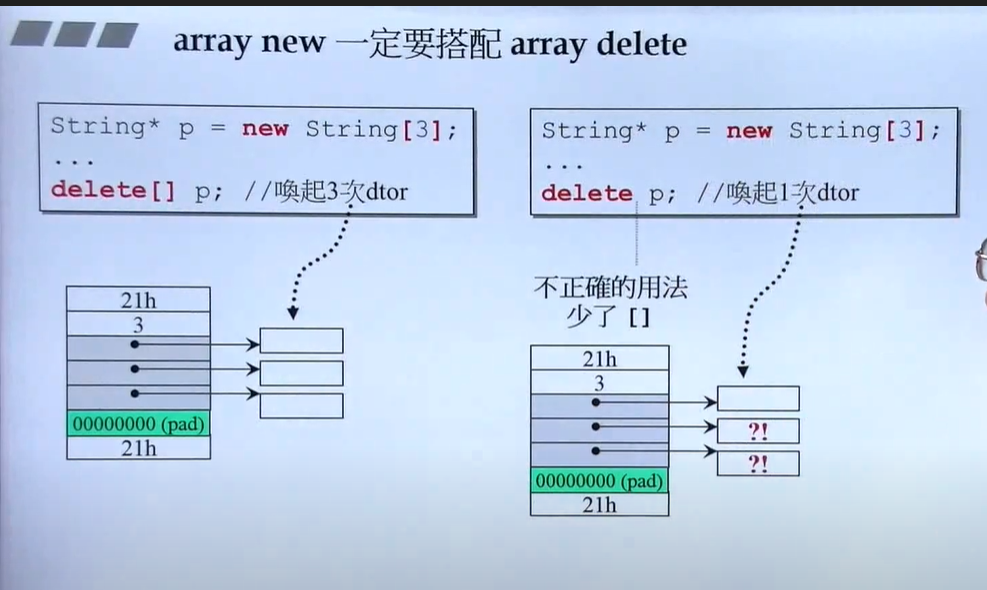 array new 一定要搭配 array delete
String* p = new String[3];
...
delete[] p; //喚起3次dtor
21h
3
00000000 (pad)
21h
String* p = new String[3];
...
delete p; //喚起1次dtor
不正確的用法
少了 []
21h
3
?!
?!
00000000 (pad)
21h